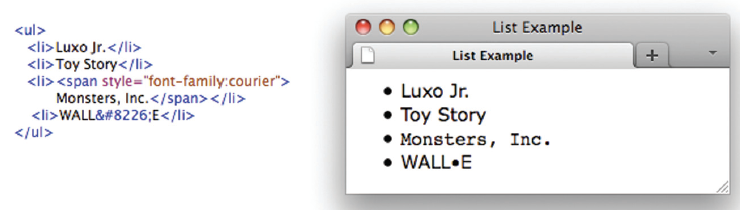 <ul>
<li>Luxo Jr.</li>
<li>Toy Story</li>
<li><span style="font-family:courier">
Monsters, Inc.</span></li>
<li>WALL&#8226;E</li>
</ul>
List Example
List Example
• Luxo Jr.
• Toy Story
• Monsters, Inc.
• WALL•E